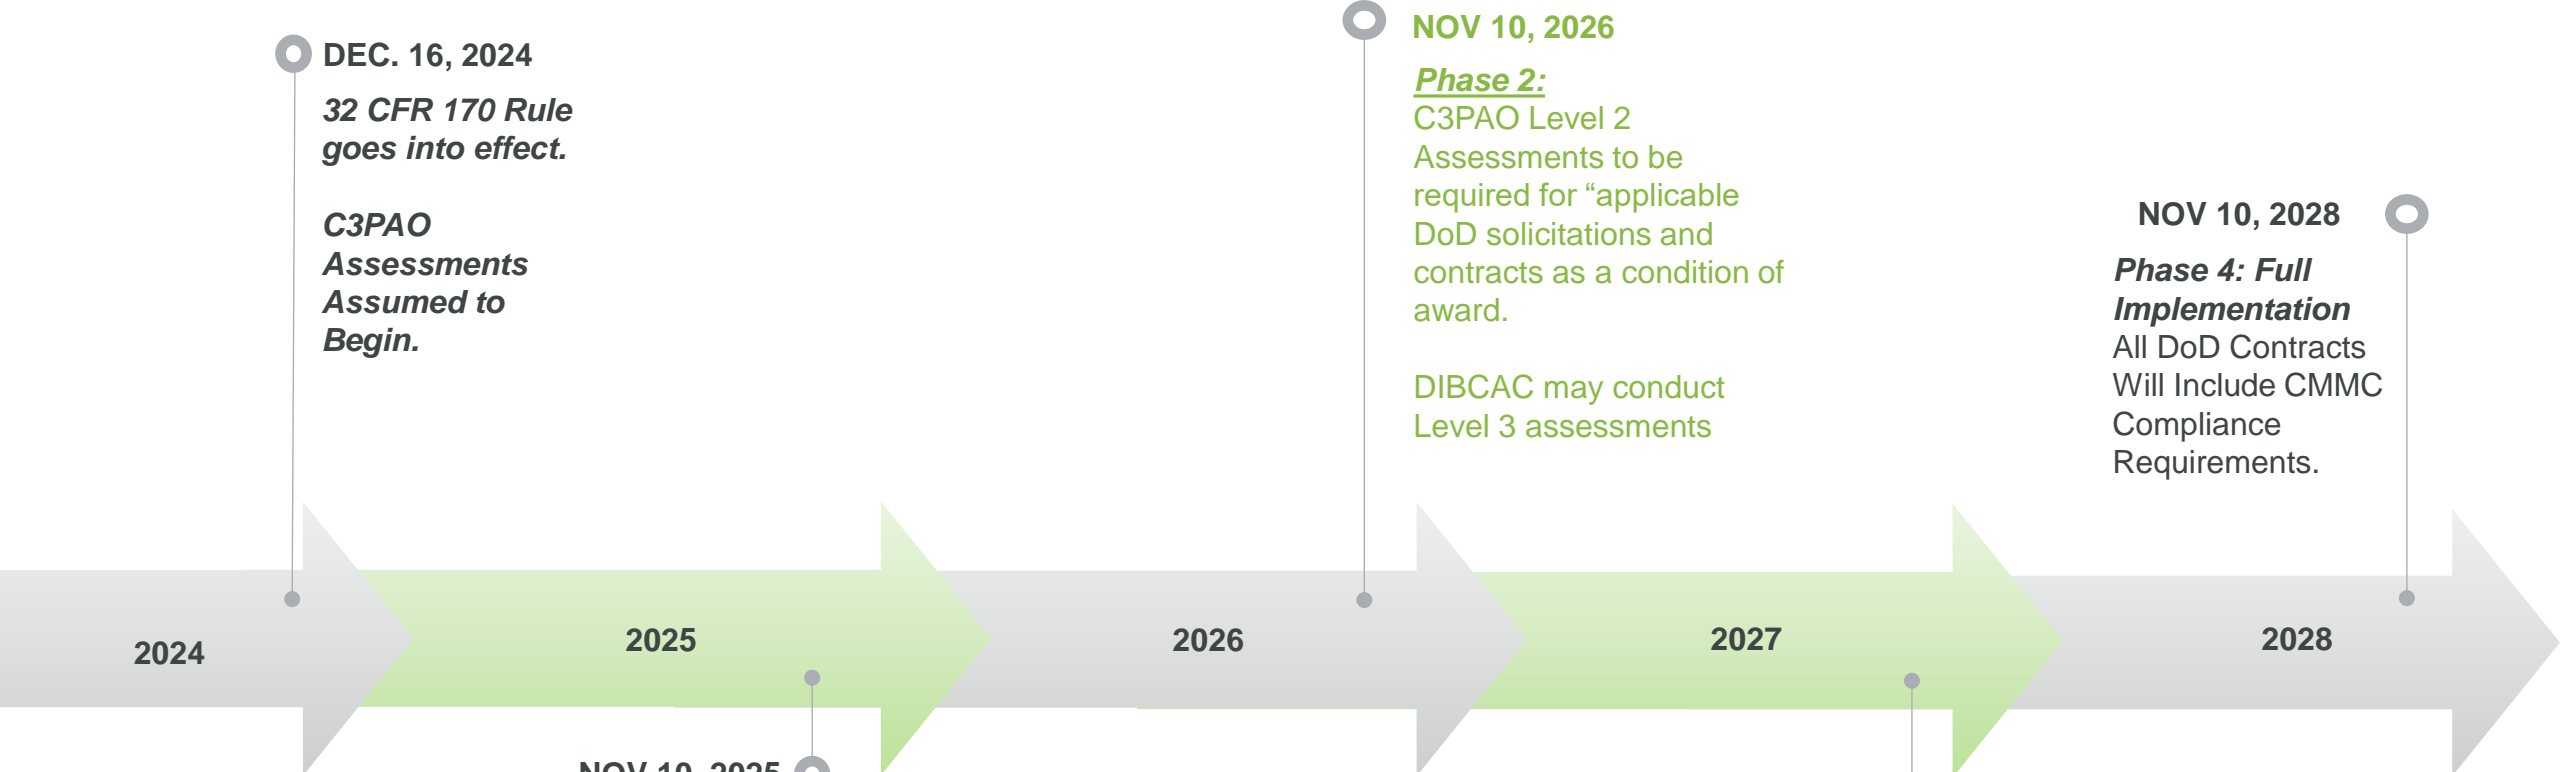 DEC. 16, 2024
32 CFR 170 Rule
goes into effect.
C3PAO
Assessments
Assumed to
Begin.
NOV 10, 2026
Phase 2:
C3PAO Level 2
Assessments to be
required for “applicable
DoD solicitations and
contracts as a condition of
award.
DIBCAC may conduct
Level 3 assessments
NOV 10, 2028
Phase 4: Full
Implementation
All DoD Contracts
Will Include CMMC
Compliance
Requirements.
2024
2025
2026
2027
2028
NOV 10, 2025